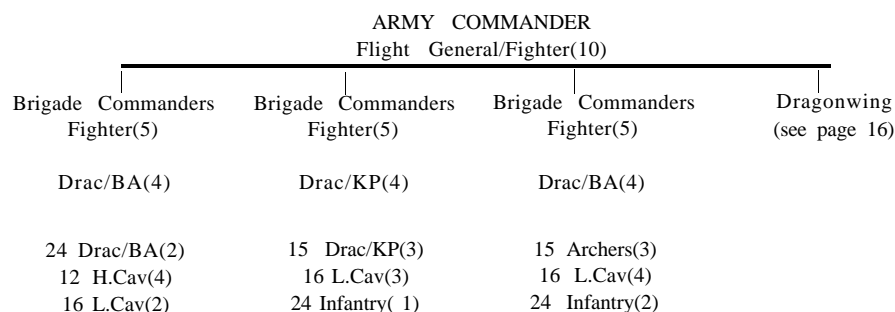 ARMY COMMANDER
Flight General/Fighter(10)
Brigade Commanders Brigade Commanders Brigade Commanders Dragonwing
Fighter(5) Fighter(5) Fighter(5) (see page 16)
Drac/BA(4) Drac/KP(4) Drac/BA(4)
24 Drac/BA(2) 15 Drac/KP(3) 15 Archers(3)
12 H.Cav(4) 16 L.Cav(3) 16 L.Cav(4)
16 L.Cav(2) 24 Infantry( 1) 24 Infantry(2)